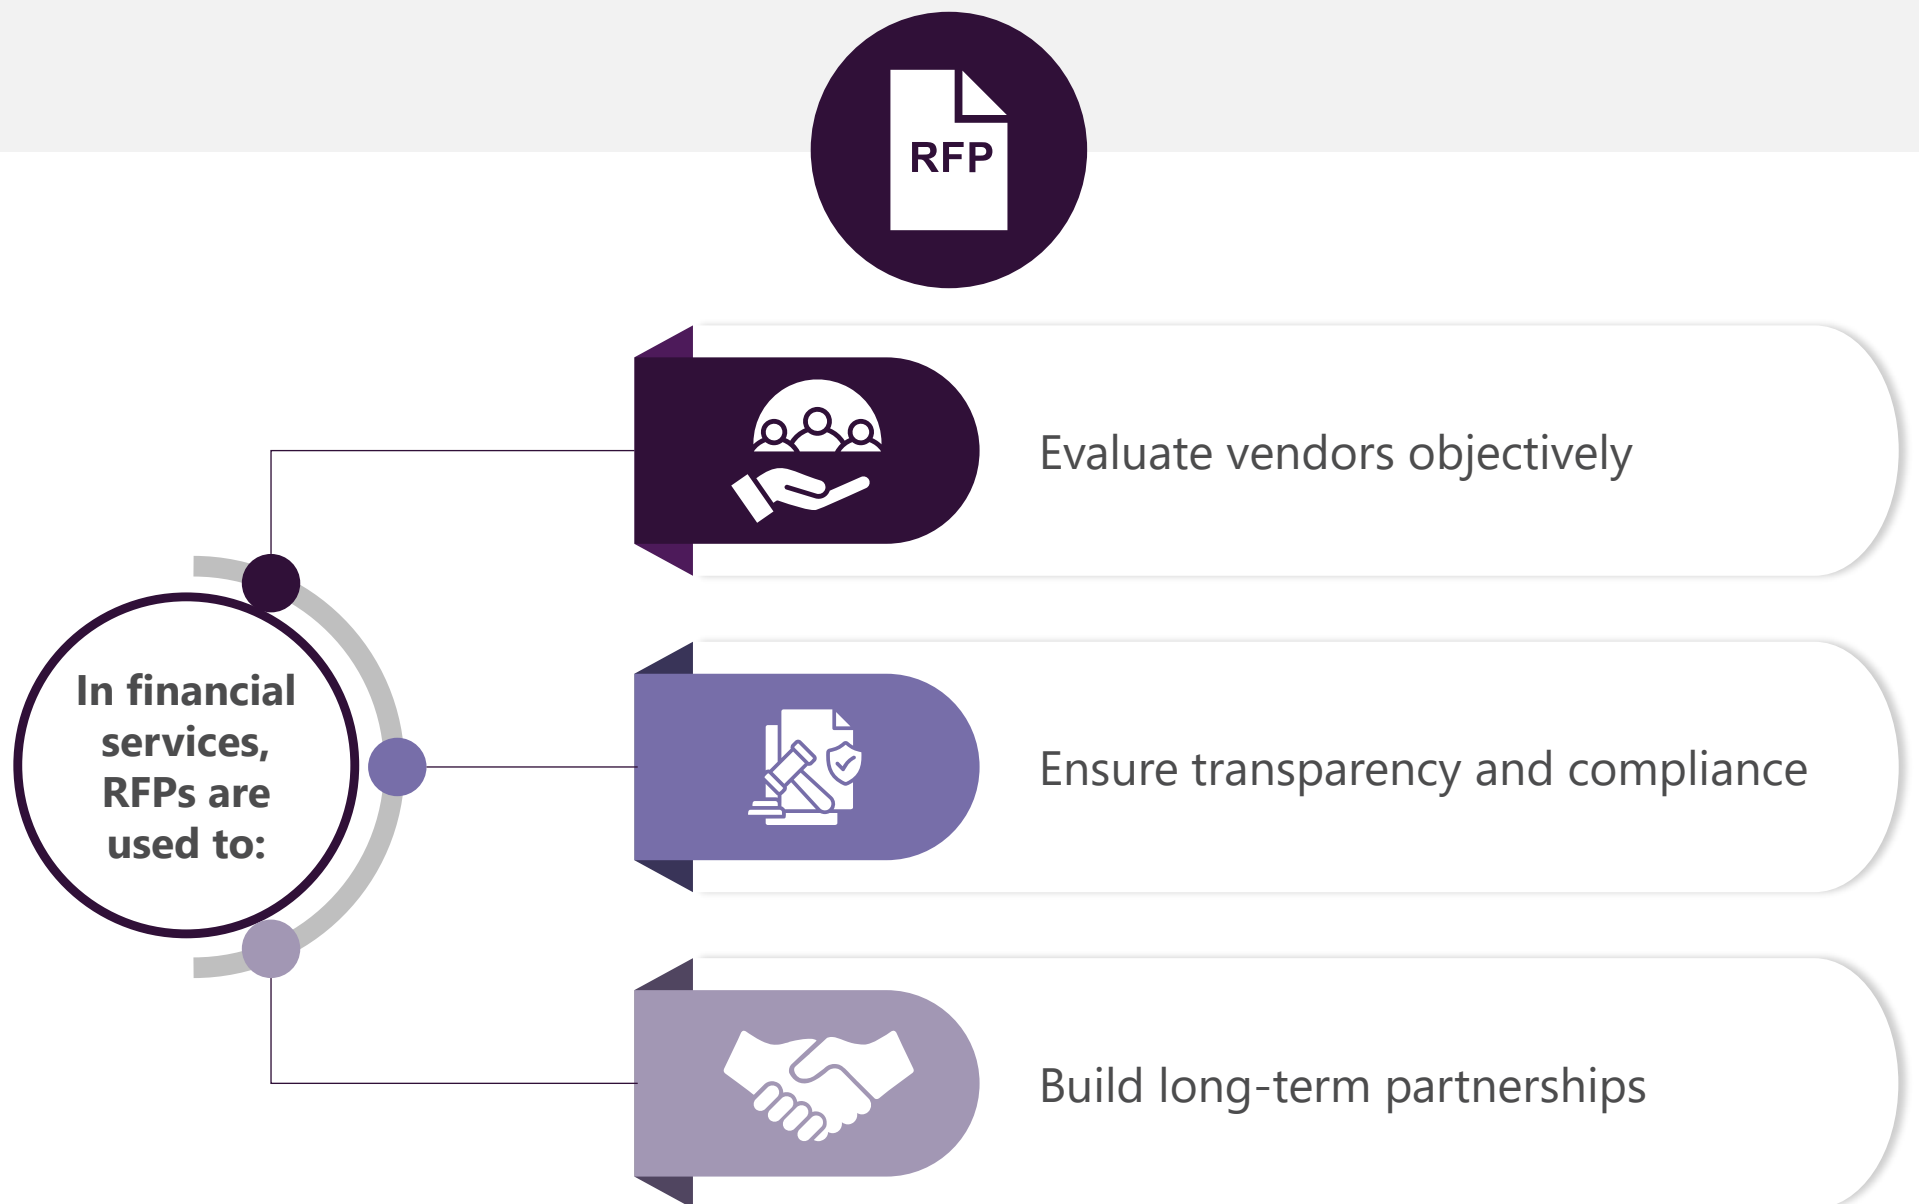 RFP
In financial
services,
RFPs are
used to:
Evaluate vendors objectively
Ensure transparency and compliance
Build long-term partnerships